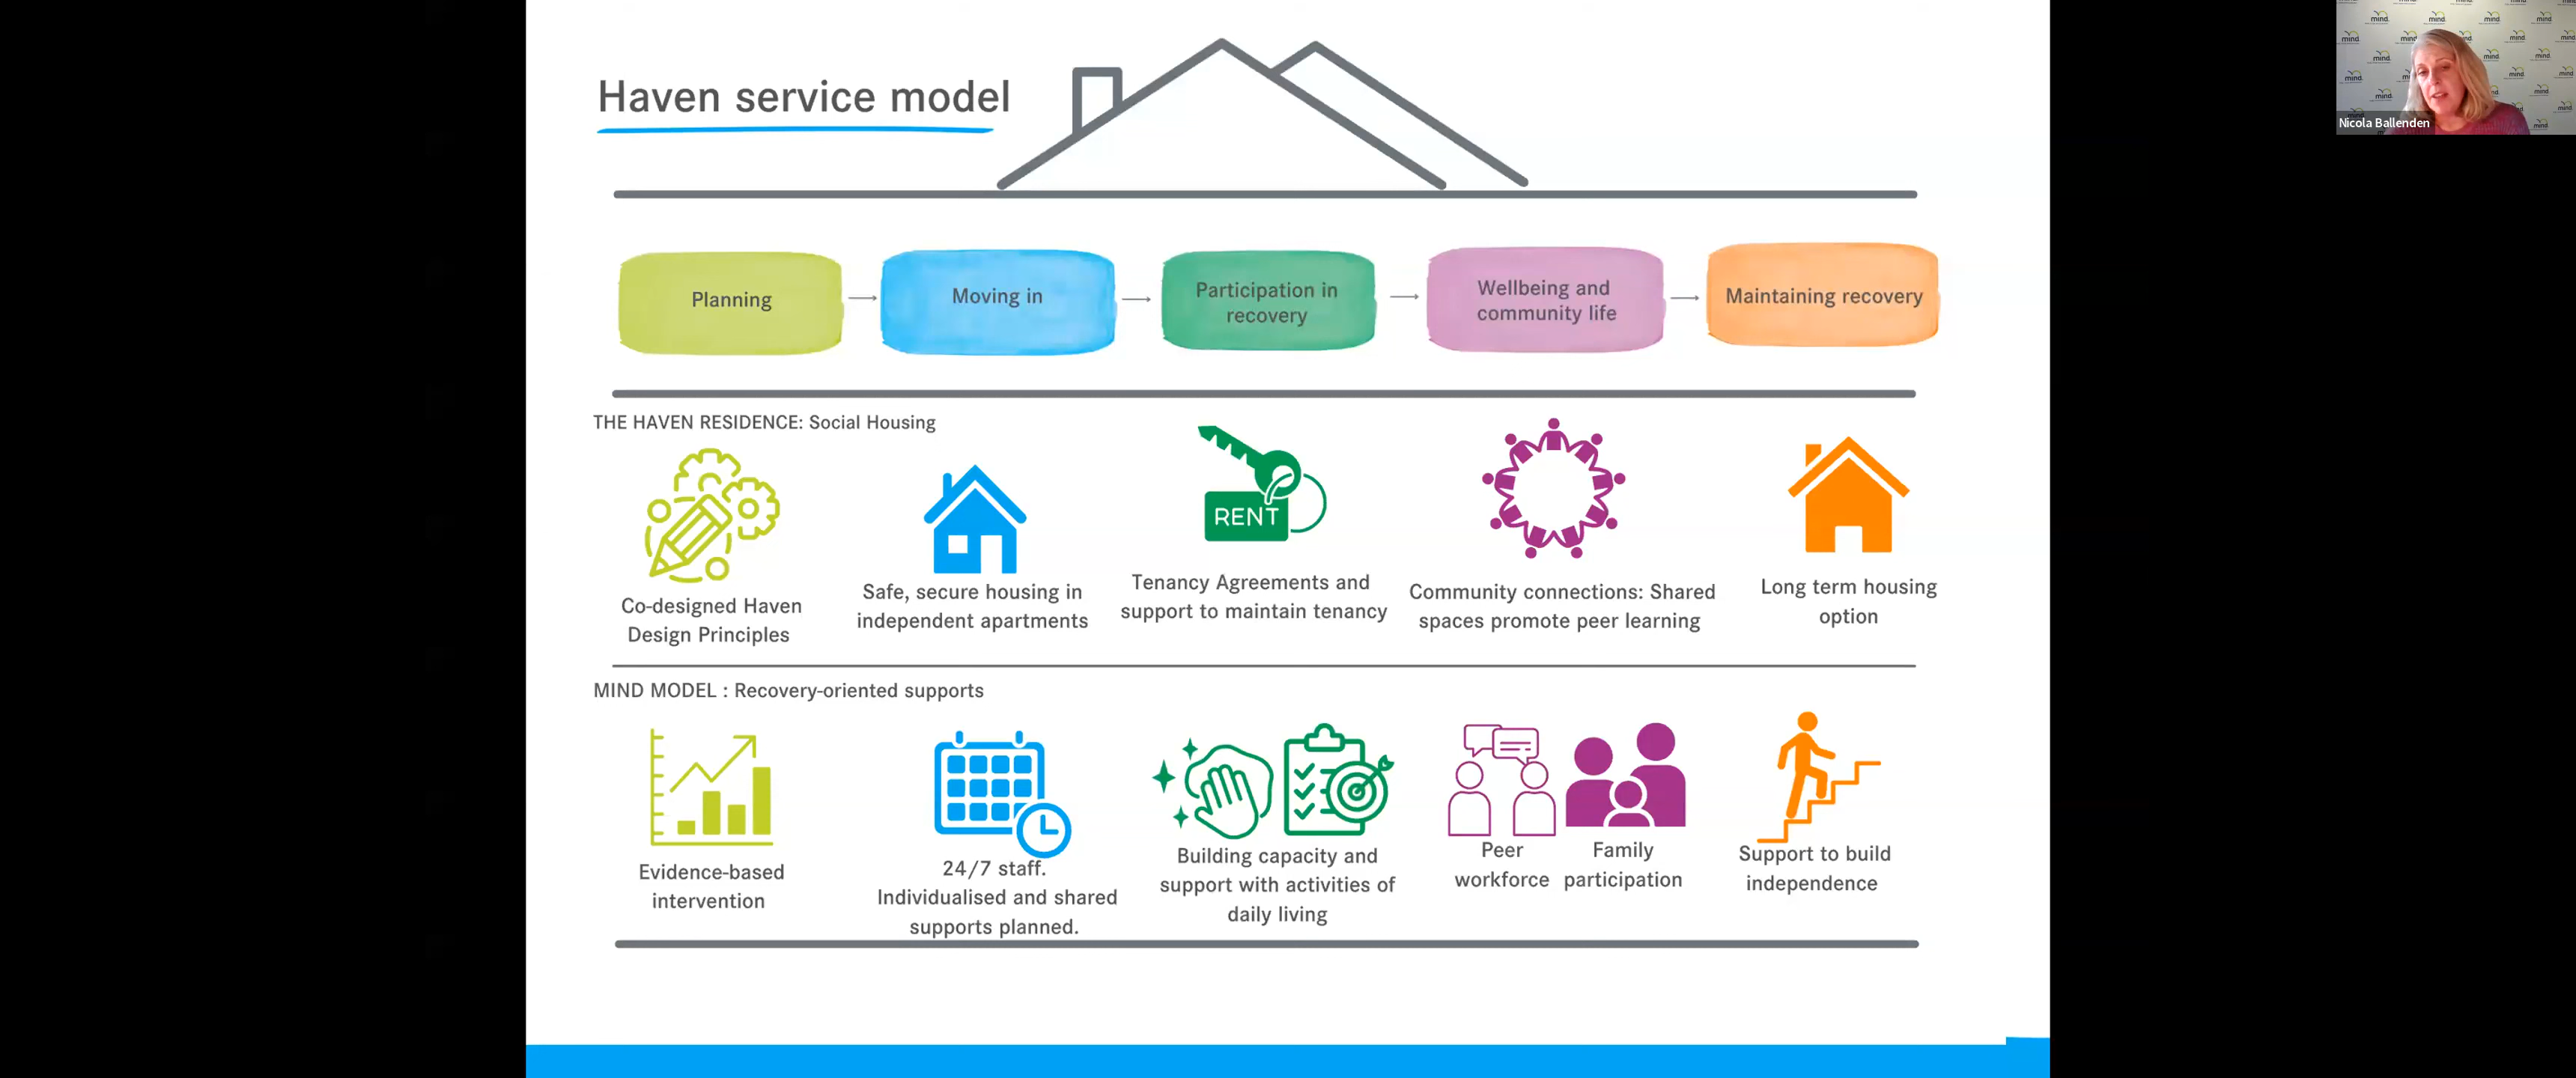 Haven service model
Nicola Ballenden
Planning
Moving in
Participation in
recovery
Wellbeing and
community life
Maintaining recovery
THE HAVEN RESIDENCE: Social Housing
RENT
Co-designed Haven
Design Principles
Safe, secure housing in
independent apartments
Tenancy Agreements and
support to maintain tenancy
Community connections: Shared
spaces promote peer learning
Long term housing
option
MIND MODEL : Recovery-oriented supports
Evidence-based
intervention
24/7 staff.
Individualised and shared
supports planned.
Building capacity and
support with activities of
daily living
Peer
workforce
Family
participation
Support to build
independence
mind